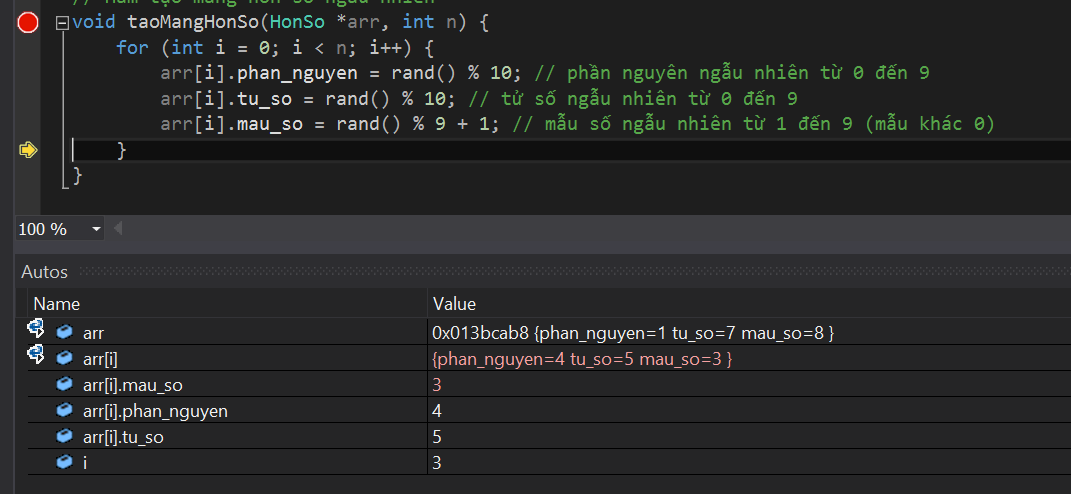 // Hàm tạo mảng hỗn số ngẫu nhiên
void taoMangHonSo(HonSo *arr, int n) {
for (int i = 0; i < n; i++) {
arr[i].phan_nguyen = rand() % 10; // phần nguyên ngẫu nhiên từ 0 đến 9
arr[i].tu_so = rand() % 10; // tử số ngẫu nhiên từ 0 đến 9
arr[i].mau_so = rand() % 9 + 1; // mẫu số ngẫu nhiên từ 1 đến 9 (mẫu khác 0)
}
}
100 %
Autos
Name Value
arr 0x013bcab8 {phan_nguyen=1 tu_so=7 mau_so=8 }
arr[i] {phan_nguyen=4 tu_so=5 mau_so=3 }
arr[i].mau_so 3
arr[i].phan_nguyen 4
arr[i].tu_so 5
i 3